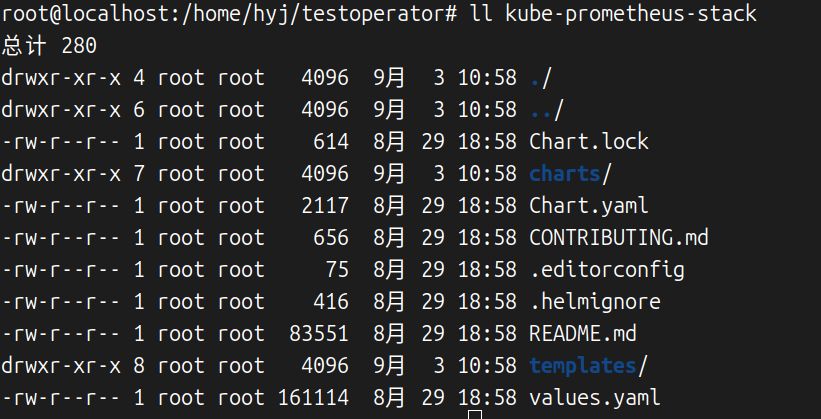 root@localhost:/home/hyj/testoperator# ll kube-prometheus-stack
总计 280
drwxr-xr-x 4 root root   4096  9月  3 10:58 ./
drwxr-xr-x 6 root root   4096  9月  3 10:58 ../
-rw-r--r-- 1 root root    614  8月 29 18:58 Chart.lock
drwxr-xr-x 7 root root   4096  9月  3 10:58 charts/
-rw-r--r-- 1 root root   2117  8月 29 18:58 Chart.yaml
-rw-r--r-- 1 root root    656  8月 29 18:58 CONTRIBUTING.md
-rw-r--r-- 1 root root     75  8月 29 18:58 .editorconfig
-rw-r--r-- 1 root root    416  8月 29 18:58 .helmignore
-rw-r--r-- 1 root root  83551  8月 29 18:58 README.md
drwxr-xr-x 8 root root   4096  9月  3 10:58 templates/
-rw-r--r-- 1 root root 161114  8月 29 18:58 values.yaml